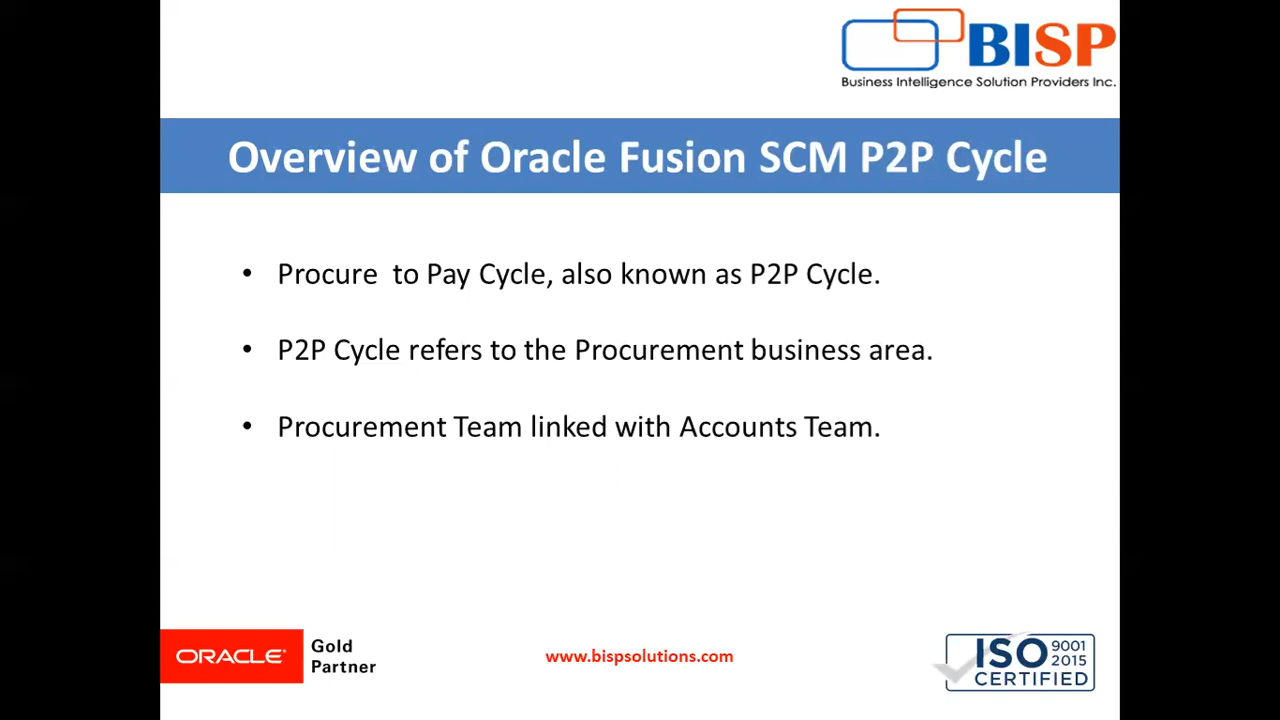 BISP
Business Intelligence Solution Providers Inc.
Overview of Oracle Fusion SCM P2P Cycle
• Procure  to Pay Cycle, also known as P2P Cycle.
• P2P Cycle refers to the Procurement business area.
• Procurement Team linked with Accounts Team.
ORACLE®
Gold
Partner
www.bispsolutions.com
ISO 9001
2015
CERTIFIED